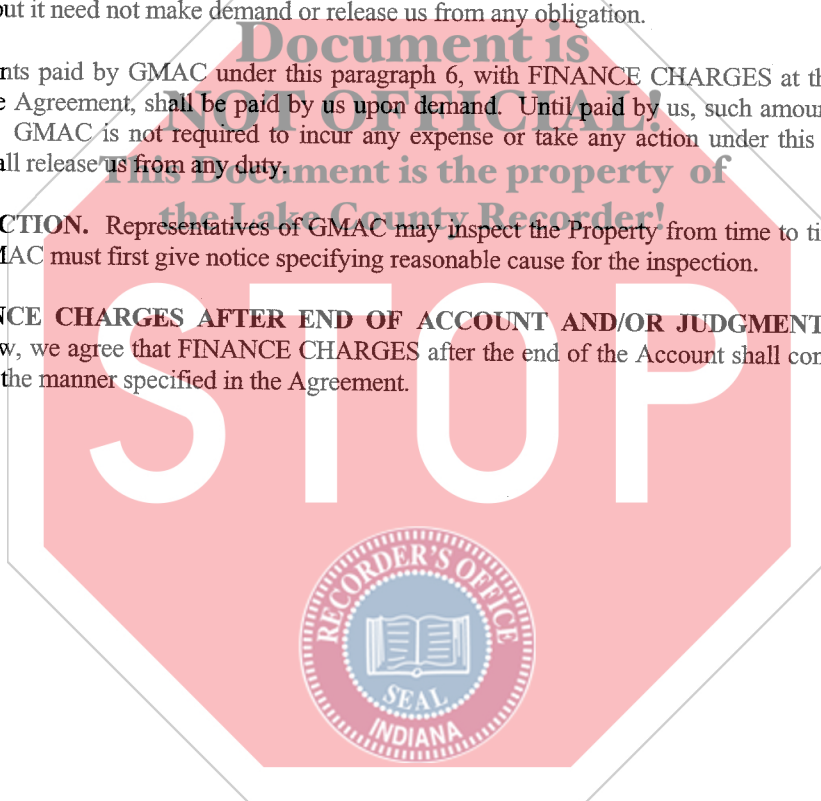 but it need not make demand or release us from any obligation.
Document is
nts paid by GMAC under this paragraph 6, with FINANCE CHARGES at th
e Agreement, shall be paid by us upon demand. Until paid by us, such amou
NOT OFFICIAL!
GMAC is not required to incur any expense or take any action under this
all release us from any duty.
This Document is the property of
the Lake County Recorder!
CTION. Representatives of GMAC may inspect the Property from time to ti
MAC must first give notice specifying reasonable cause for the inspection.
NCE CHARGES AFTER END OF ACCOUNT AND/OR JUDGMENT
w, we agree that FINANCE CHARGES after the end of the Account shall con
the manner specified in the Agreement.
STOP
RECORDER'S OFFICE
SEAL
INDIANA